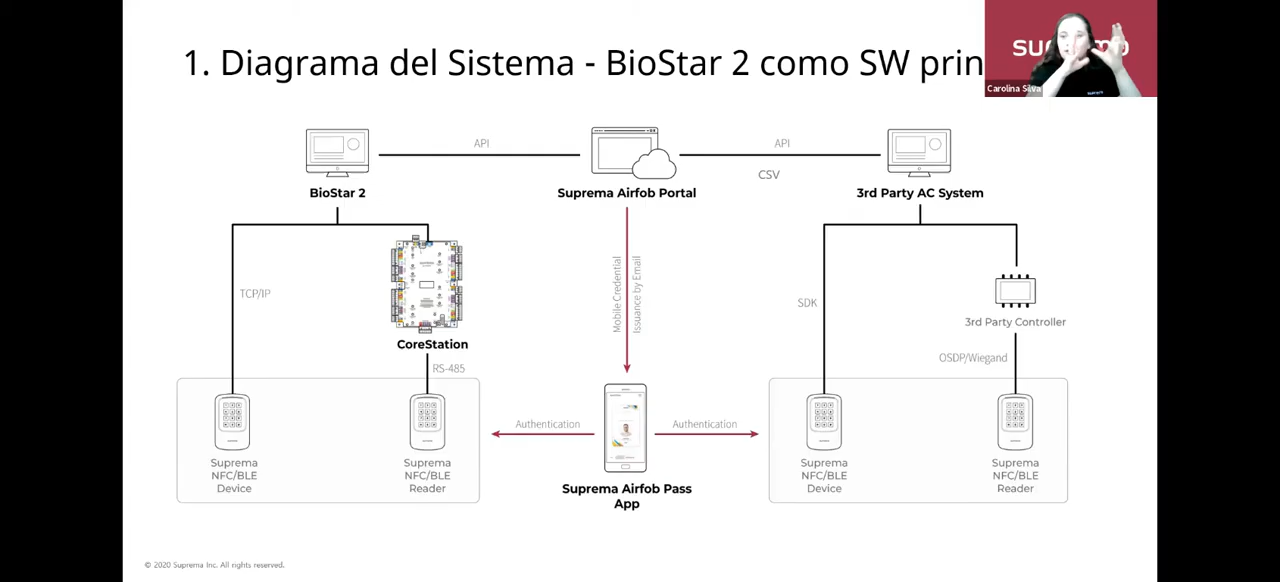 1. Diagrama del Sistema - BioStar 2 como SW prin
Carolina Silva
API
API
CSV
BioStar 2
Suprema Airfob Portal
3rd Party AC System
TCP/IP
Mobile Credential
Issuance by Email
SDK
3rd Party Controller
CoreStation
RS-485
OSDP/Wiegand
Authentication
Authentication
Suprema
NFC/BLE
Device
Suprema
NFC/BLE
Reader
Suprema Airfob Pass
App
Suprema
NFC/BLE
Device
Suprema
NFC/BLE
Reader
© 2020 Suprema Inc. All rights reserved.